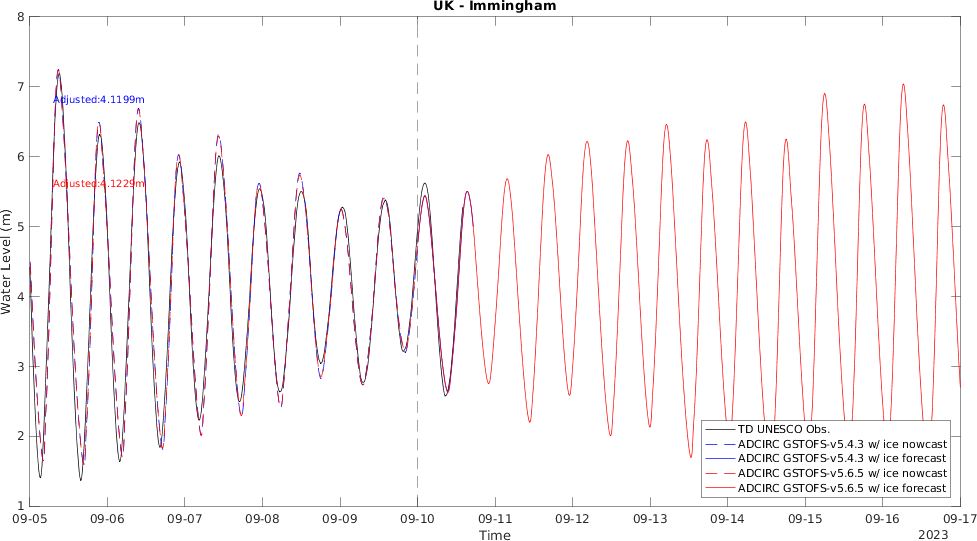 UK - Immingham
8
7
6
5
4
3
2
1
Water Level (m)
Adjusted:4.1199m
Adjusted:4.1229m
TD UNESCO Obs.
ADCIRC GSTOFS-v5.4.3 w/ ice nowcast
ADCIRC GSTOFS-v5.4.3 w/ ice forecast
ADCIRC GSTOFS-v5.6.5 w/ ice nowcast
ADCIRC GSTOFS-v5.6.5 w/ ice forecast
09-05 09-06 09-07 09-08 09-09 09-10 09-11 09-12 09-13 09-14 09-15 09-16 09-17
Time
2023